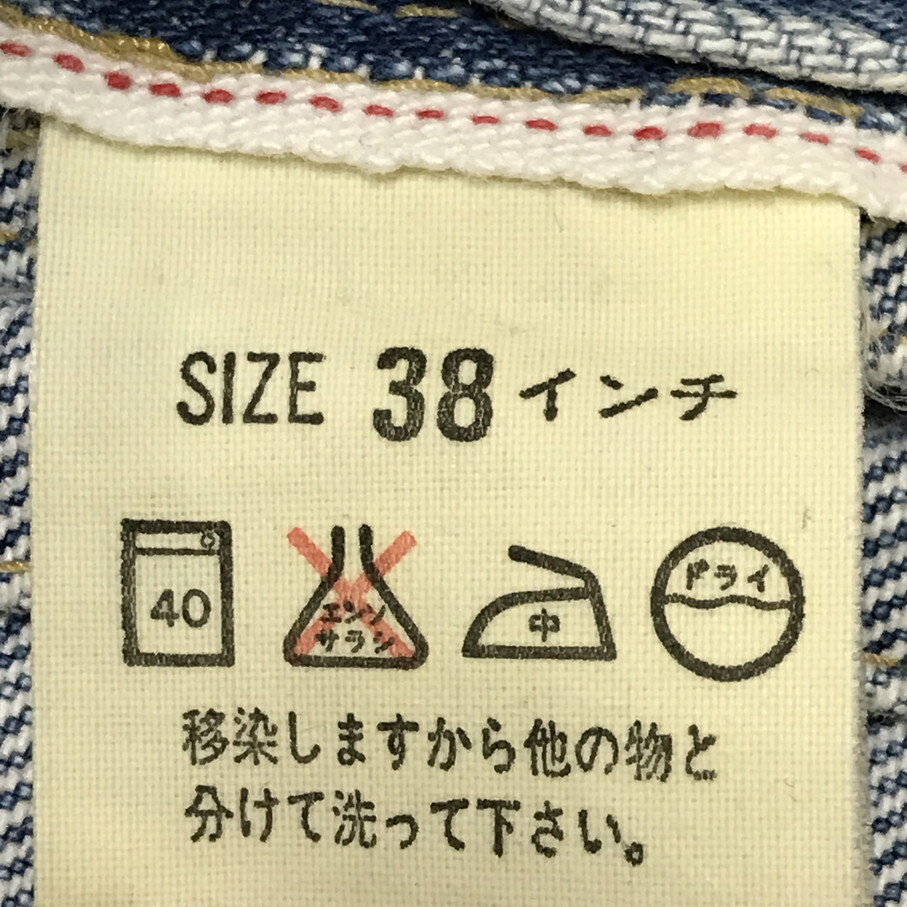 SIZE 38インチ
40
エンソ
サラシ
中
ドライ
移染しますから他の物と
分けて洗って下さい。